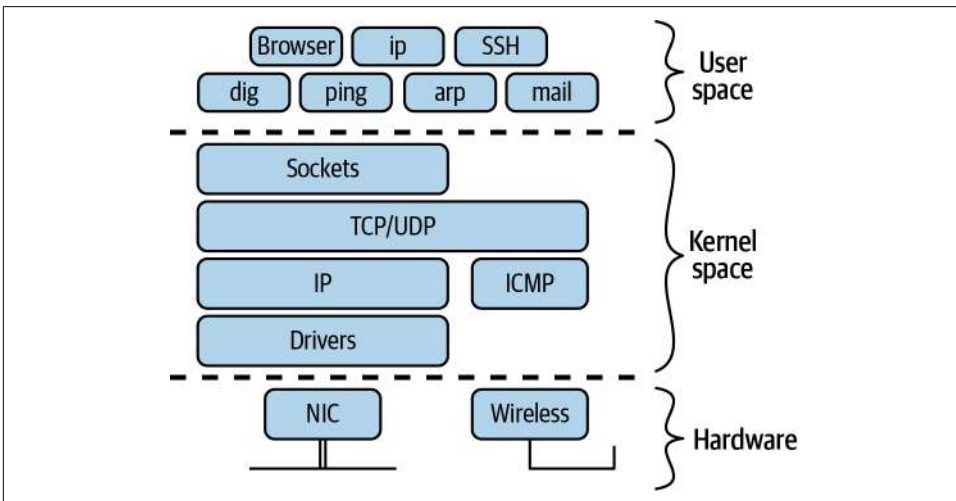 Browser ip SSH
dig ping arp mail
User
space
Sockets
TCP/UDP
IP ICMP
Drivers
Kernel
space
NIC Wireless
Hardware